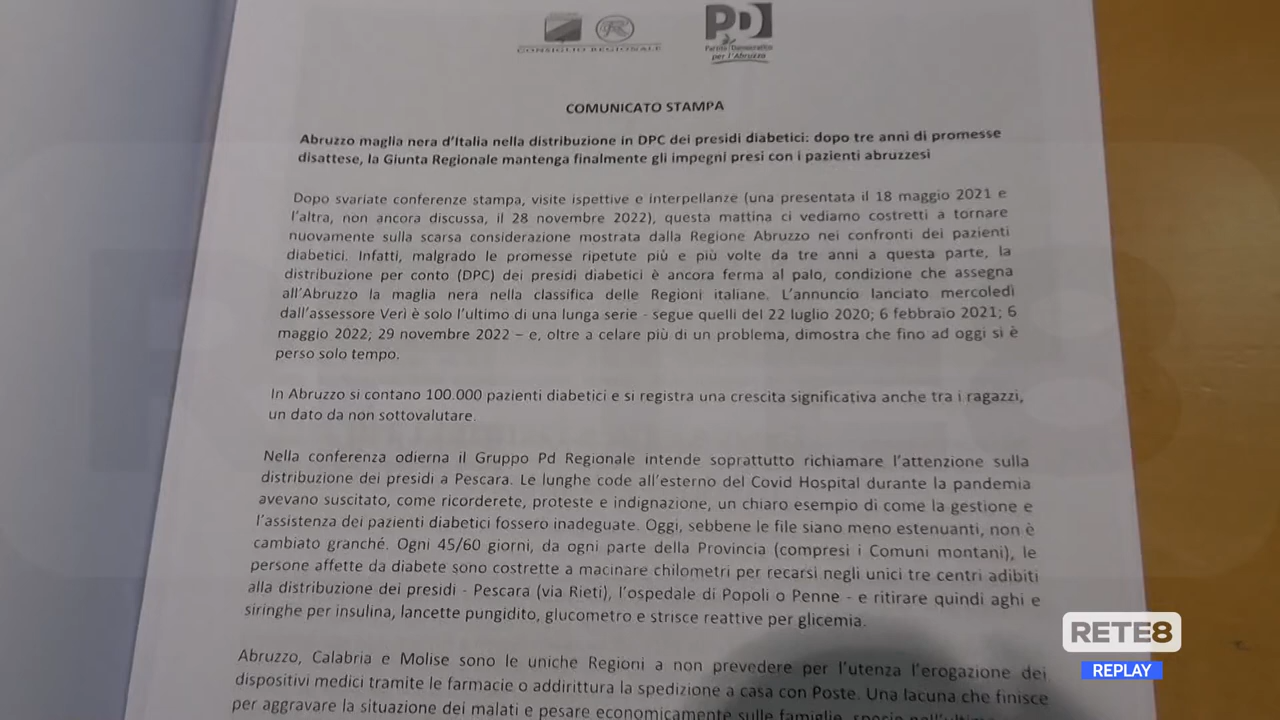 CONSIGLIO REGIONALE
PD
Partito Democratico
per l'Abruzzo
COMUNICATO STAMPA
Abruzzo maglia nera d'Italia nella distribuzione in DPC dei presidi diabetici: dopo tre anni di promesse
disattese, la Giunta Regionale mantenga finalmente gli impegni presi con i pazienti abruzzesi
Dopo svariate conferenze stampa, visite ispettive e interpellanze (una presentata il 18 maggio 2021 e
l'altra, non ancora discussa, il 28 novembre 2022), questa mattina ci vediamo costretti a tornare
nuovamente sulla scarsa considerazione mostrata dalla Regione Abruzzo nei confronti dei pazienti
diabetici. Infatti, malgrado le promesse ripetute più e più volte da tre anni a questa parte, la
distribuzione per conto (DPC) dei presidi diabetici è ancora ferma al palo, condizione che assegna
all'Abruzzo la maglia nera nella classifica delle Regioni italiane. L'annuncio lanciato mercoledì
dall'assessore Verì è solo l'ultimo di una lunga serie - segue quelli del 22 luglio 2020; 6 febbraio 2021; 6
maggio 2022; 29 novembre 2022 – e, oltre a celare più di un problema, dimostra che fino ad oggi si è
perso solo tempo.
In Abruzzo si contano 100.000 pazienti diabetici e si registra una crescita significativa anche tra i ragazzi,
un dato da non sottovalutare.
Nella conferenza odierna il Gruppo Pd Regionale intende soprattutto richiamare l'attenzione sulla
distribuzione dei presidi a Pescara. Le lunghe code all'esterno del Covid Hospital durante la pandemia
avevano suscitato, come ricorderete, proteste e indignazione, un chiaro esempio di come la gestione e
l'assistenza dei pazienti diabetici fossero inadeguate. Oggi, sebbene le file siano meno estenuanti, non è
cambiato granché. Ogni 45/60 giorni, da ogni parte della Provincia (compresi i Comuni montani), le
persone affette da diabete sono costrette a macinare chilometri per recarsi negli unici tre centri adibiti
alla distribuzione dei presidi - Pescara (via Rieti), l'ospedale di Popoli o Penne - e ritirare quindi aghi e
siringhe per insulina, lancette pungidito, glucometro e strisce reattive per glicemia.
Abruzzo, Calabria e Molise sono le uniche Regioni a non prevedere per l'utenza l'erogazione dei
dispositivi medici tramite le farmacie o addirittura la spedizione a casa con Poste. Una lacuna che finisce
per aggravare la situazione dei malati e pesare economicamente sulle famiglie,
RETE8
REPLAY